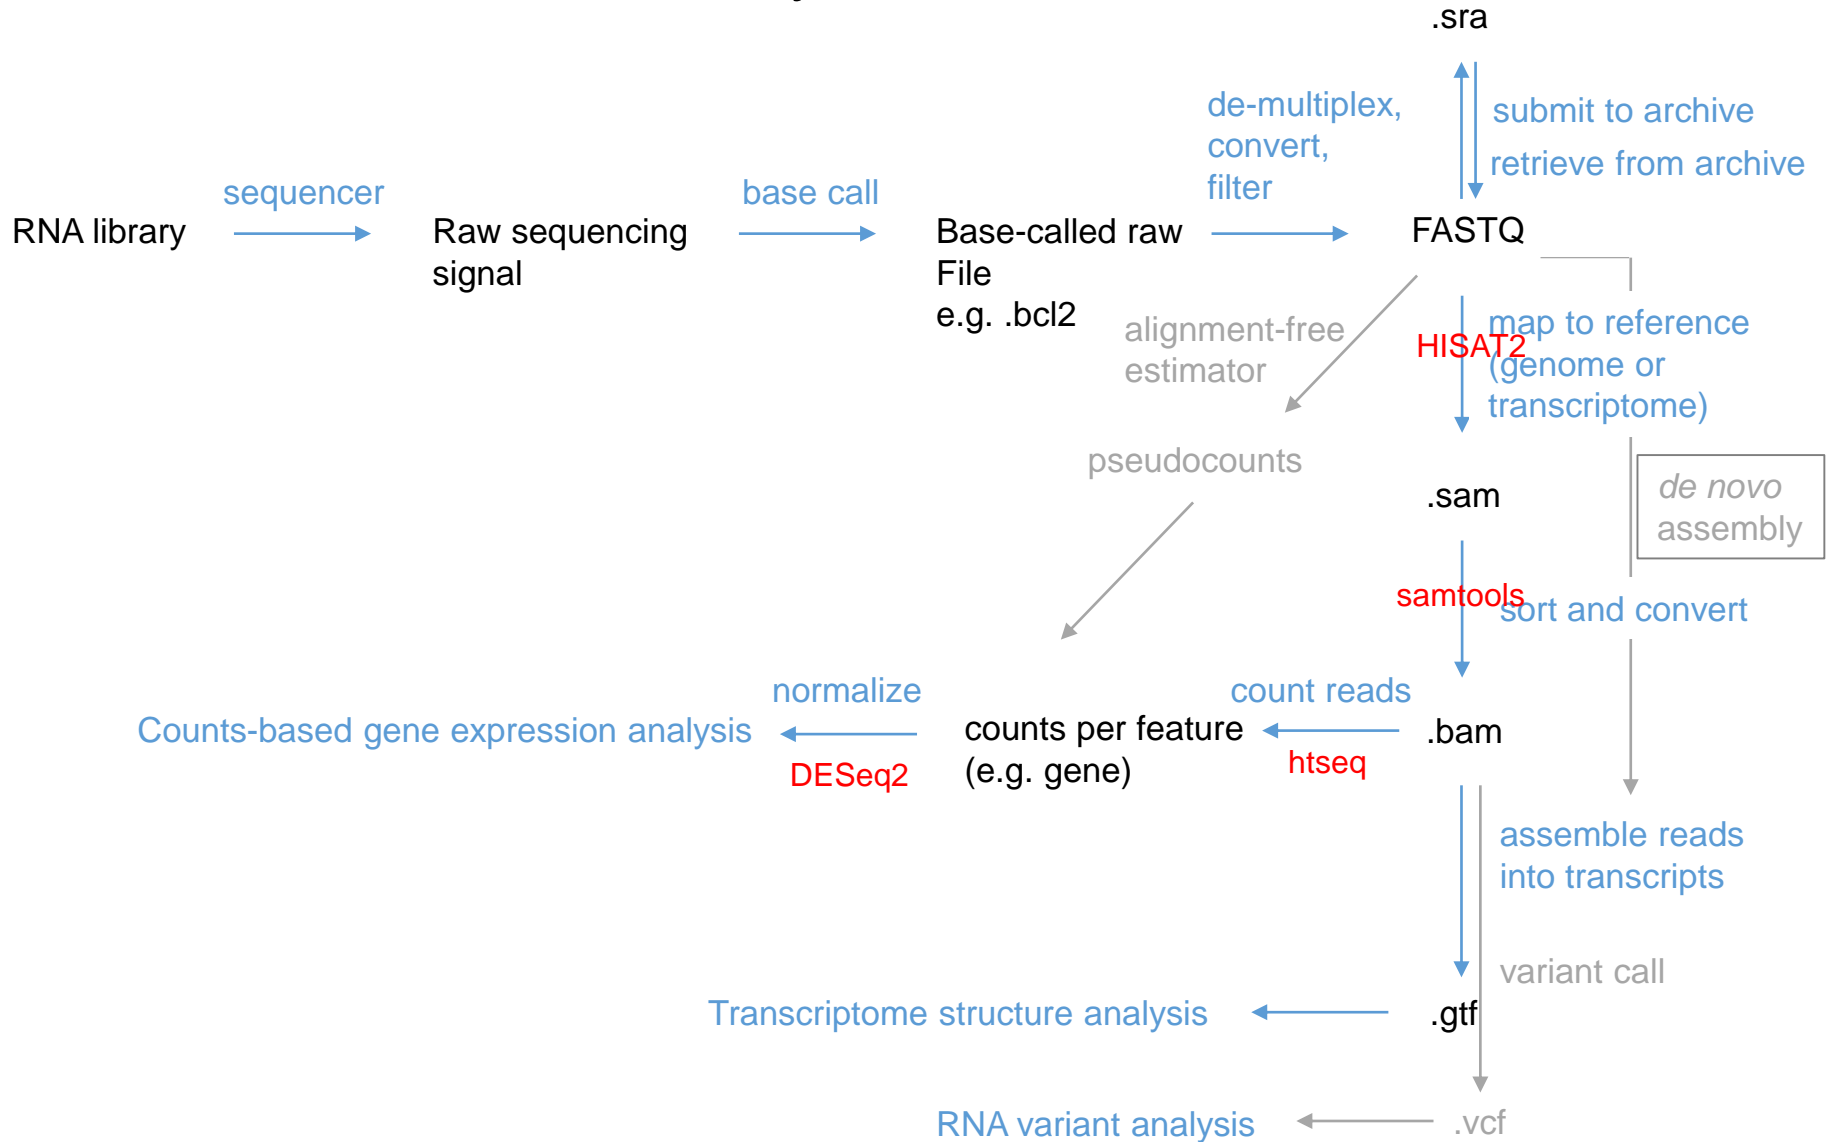 .sra
de-multiplex,
convert,
filter
submit to archive
retrieve from archive
sequencer
base call
RNA library
Raw sequencing
signal
Base-called raw
File
e.g. .bcl2
FASTQ
alignment-free
estimator
HISAT2
map to reference
(genome or
transcriptome)
pseudocounts
.sam
de novo
assembly
samtools
sort and convert
normalize
count reads
Counts-based gene expression analysis
DESeq2
counts per feature
(e.g. gene)
htseq
.bam
assemble reads
into transcripts
variant call
Transcriptome structure analysis
.gtf
RNA variant analysis
.vcf